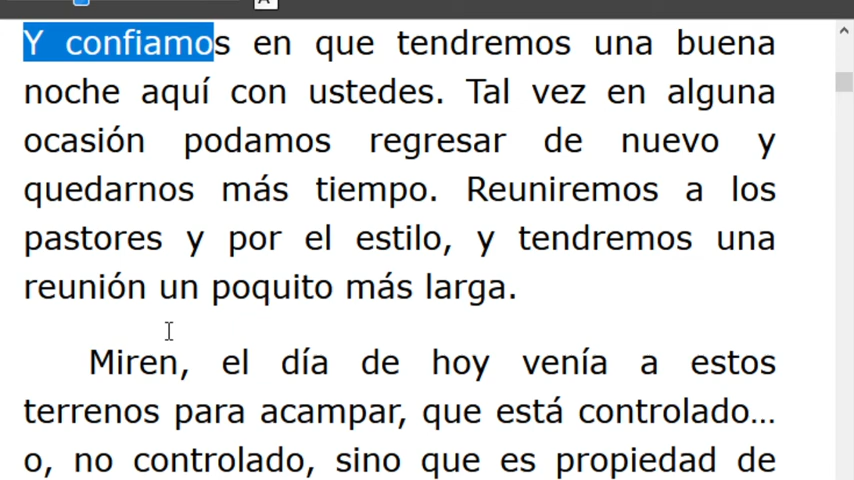 Y confiamos en que tendremos una buena
noche aquí con ustedes. Tal vez en alguna
ocasión podamos regresar de nuevo y
quedarnos más tiempo. Reuniremos a los
pastores y por el estilo, y tendremos una
reunión un poquito más larga.
Miren, el día de hoy venía a estos
terrenos para acampar, que está controlado…
o, no controlado, sino que es propiedad de